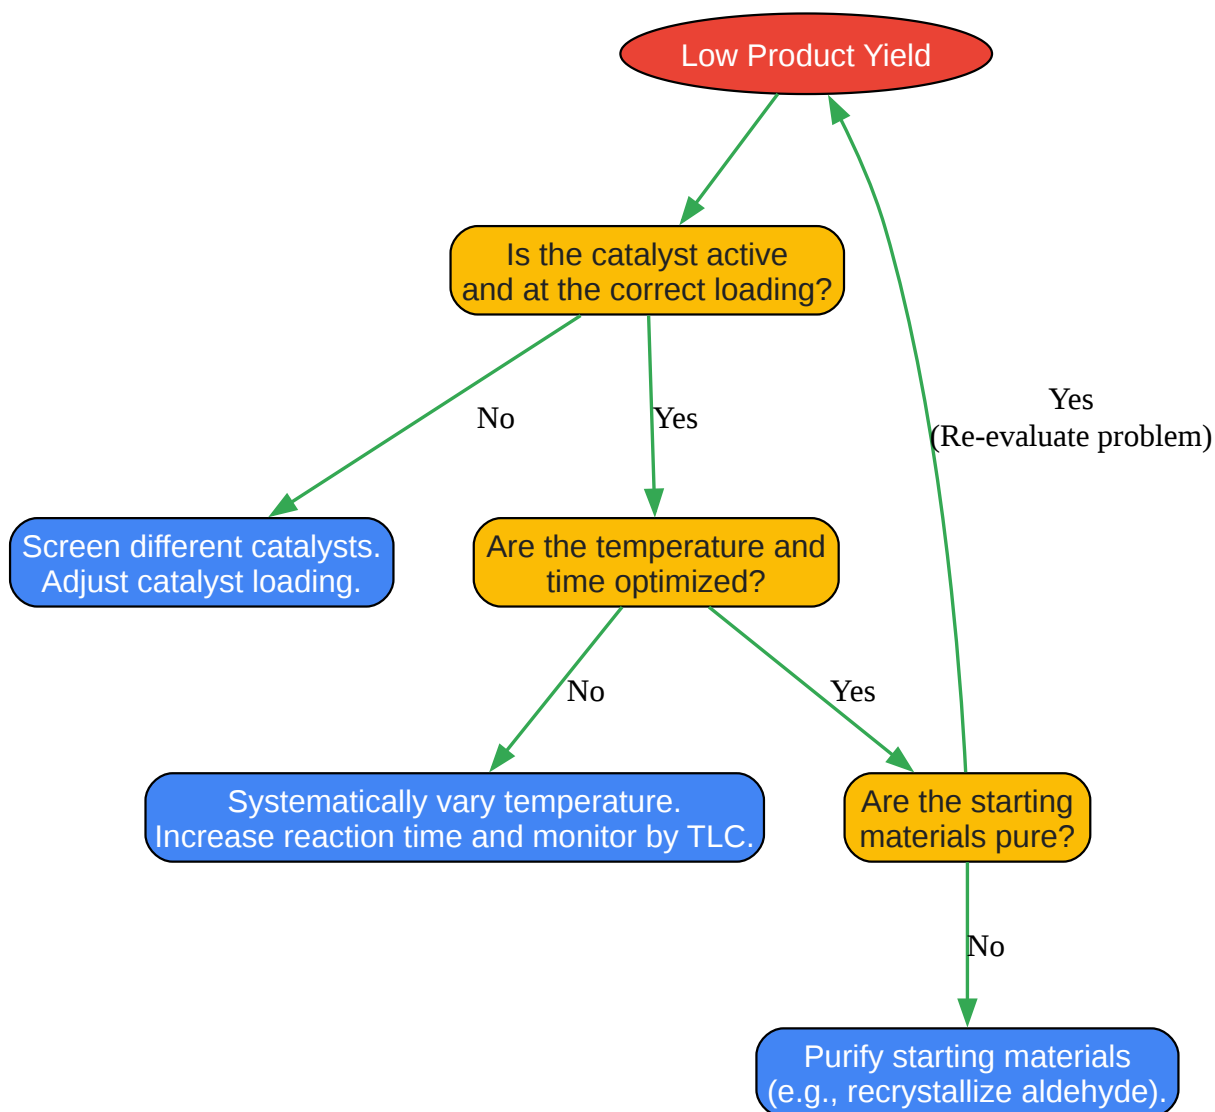 Low Product Yield
Is the catalyst active
and at the correct loading?
No
Yes
Yes
(Re-evaluate problem)
Screen different catalysts.
Adjust catalyst loading.
Are the temperature and
time optimized?
No
Yes
Systematically vary temperature.
Increase reaction time and monitor by TLC.
Are the starting
materials pure?
No
Purify starting materials
(e.g., recrystallize aldehyde).